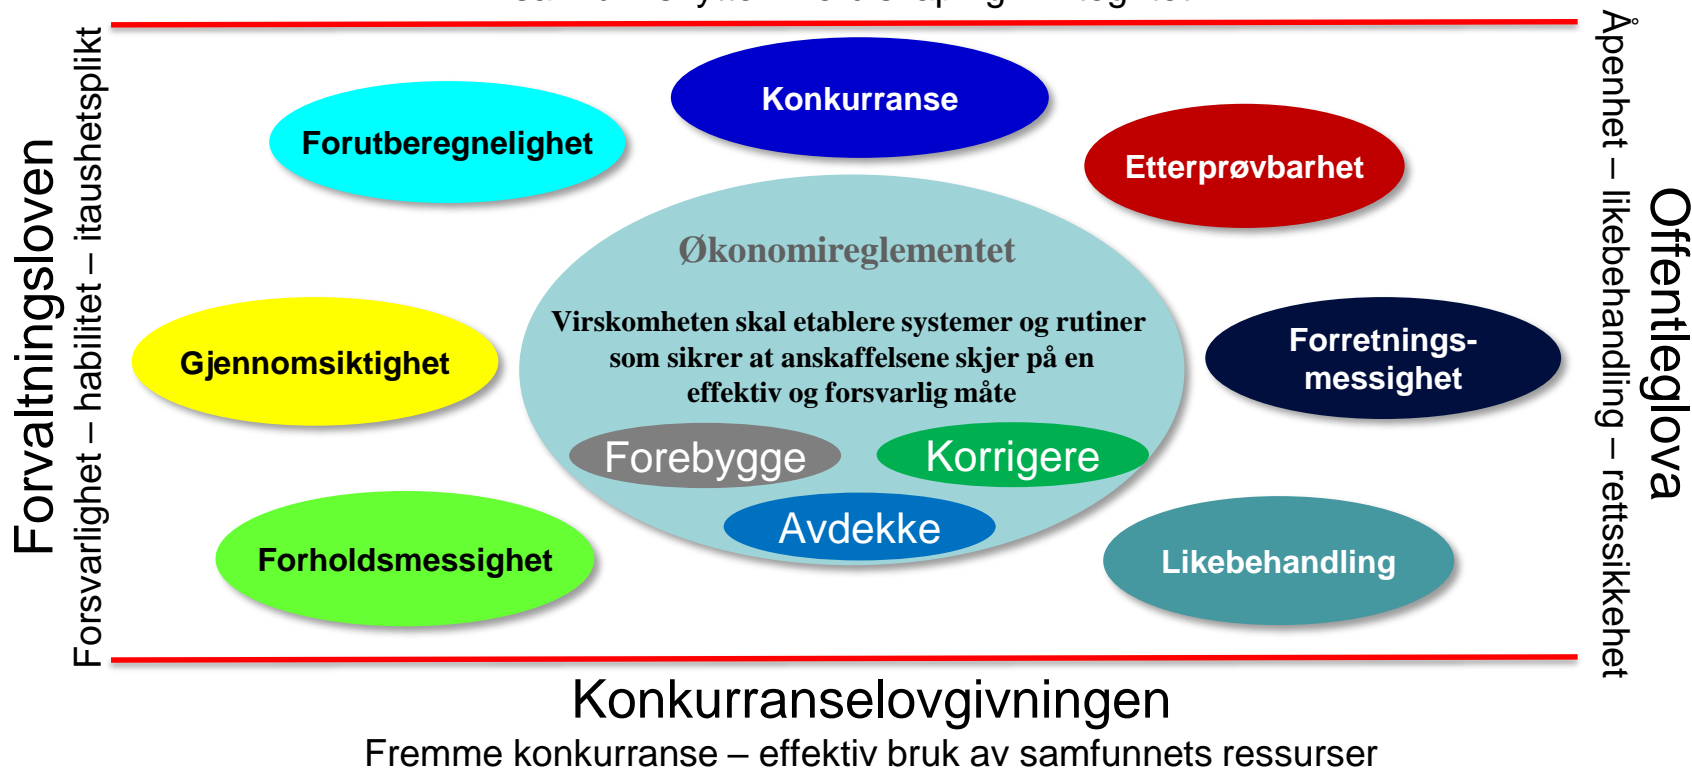 Konkurranse
Forutberegnelighet
Etterprøvbarhet
Forvaltningsloven
Forsvarlighet – habilitet – itaushetsplikt
Økonomireglementet
Virskomheten skal etablere systemer og rutiner
som sikrer at anskaffelsene skjer på en
effektiv og forsvarlig måte
Forebygge
Korrigere
Avdekke
Gjennomsiktighet
Forretnings-
messighet
Forholdsmessighet
Likebehandling
Åpenhet – likebehandling – rettssikkehet
Offentleglova
Konkurranselovgivningen
Fremme konkurranse – effektiv bruk av samfunnets ressurser